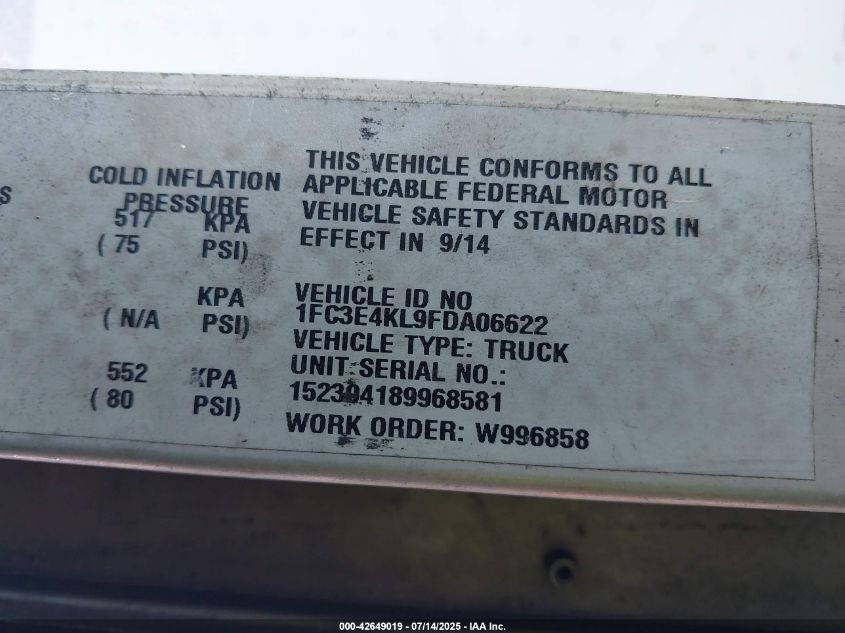 S
COLD INFLATION
PRESSURE
517 KPA
( 75 PSI)
KPA
( N/A PSI)
552 KPA
( 80 PSI)
THIS VEHICLE CONFORMS TO ALL
APPLICABLE FEDERAL MOTOR
VEHICLE SAFETY STANDARDS IN
EFFECT IN 9/14
VEHICLE ID NO
1FC3E4KL9FDA06622
VEHICLE TYPE: TRUCK
UNIT SERIAL NO.:
152304189968581
WORK ORDER: W996858
000-42649019 - 07/14/2025 - IAA Inc.